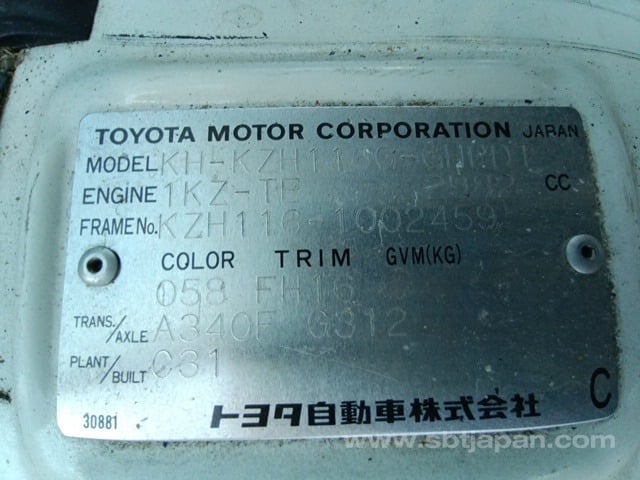 TOYOTA MOTOR CORPORATION JAPAN
MODEL
ENGINE 1KZ-TE CC
FRAME No. KZH116-1002459
COLOR TRIM GVM(KG)
058 FH16
TRANS./AXLE A340F G312
PLANT/BUILT C31
30881 トヨタ自動車株式会社 C
www.sbtjapan.com